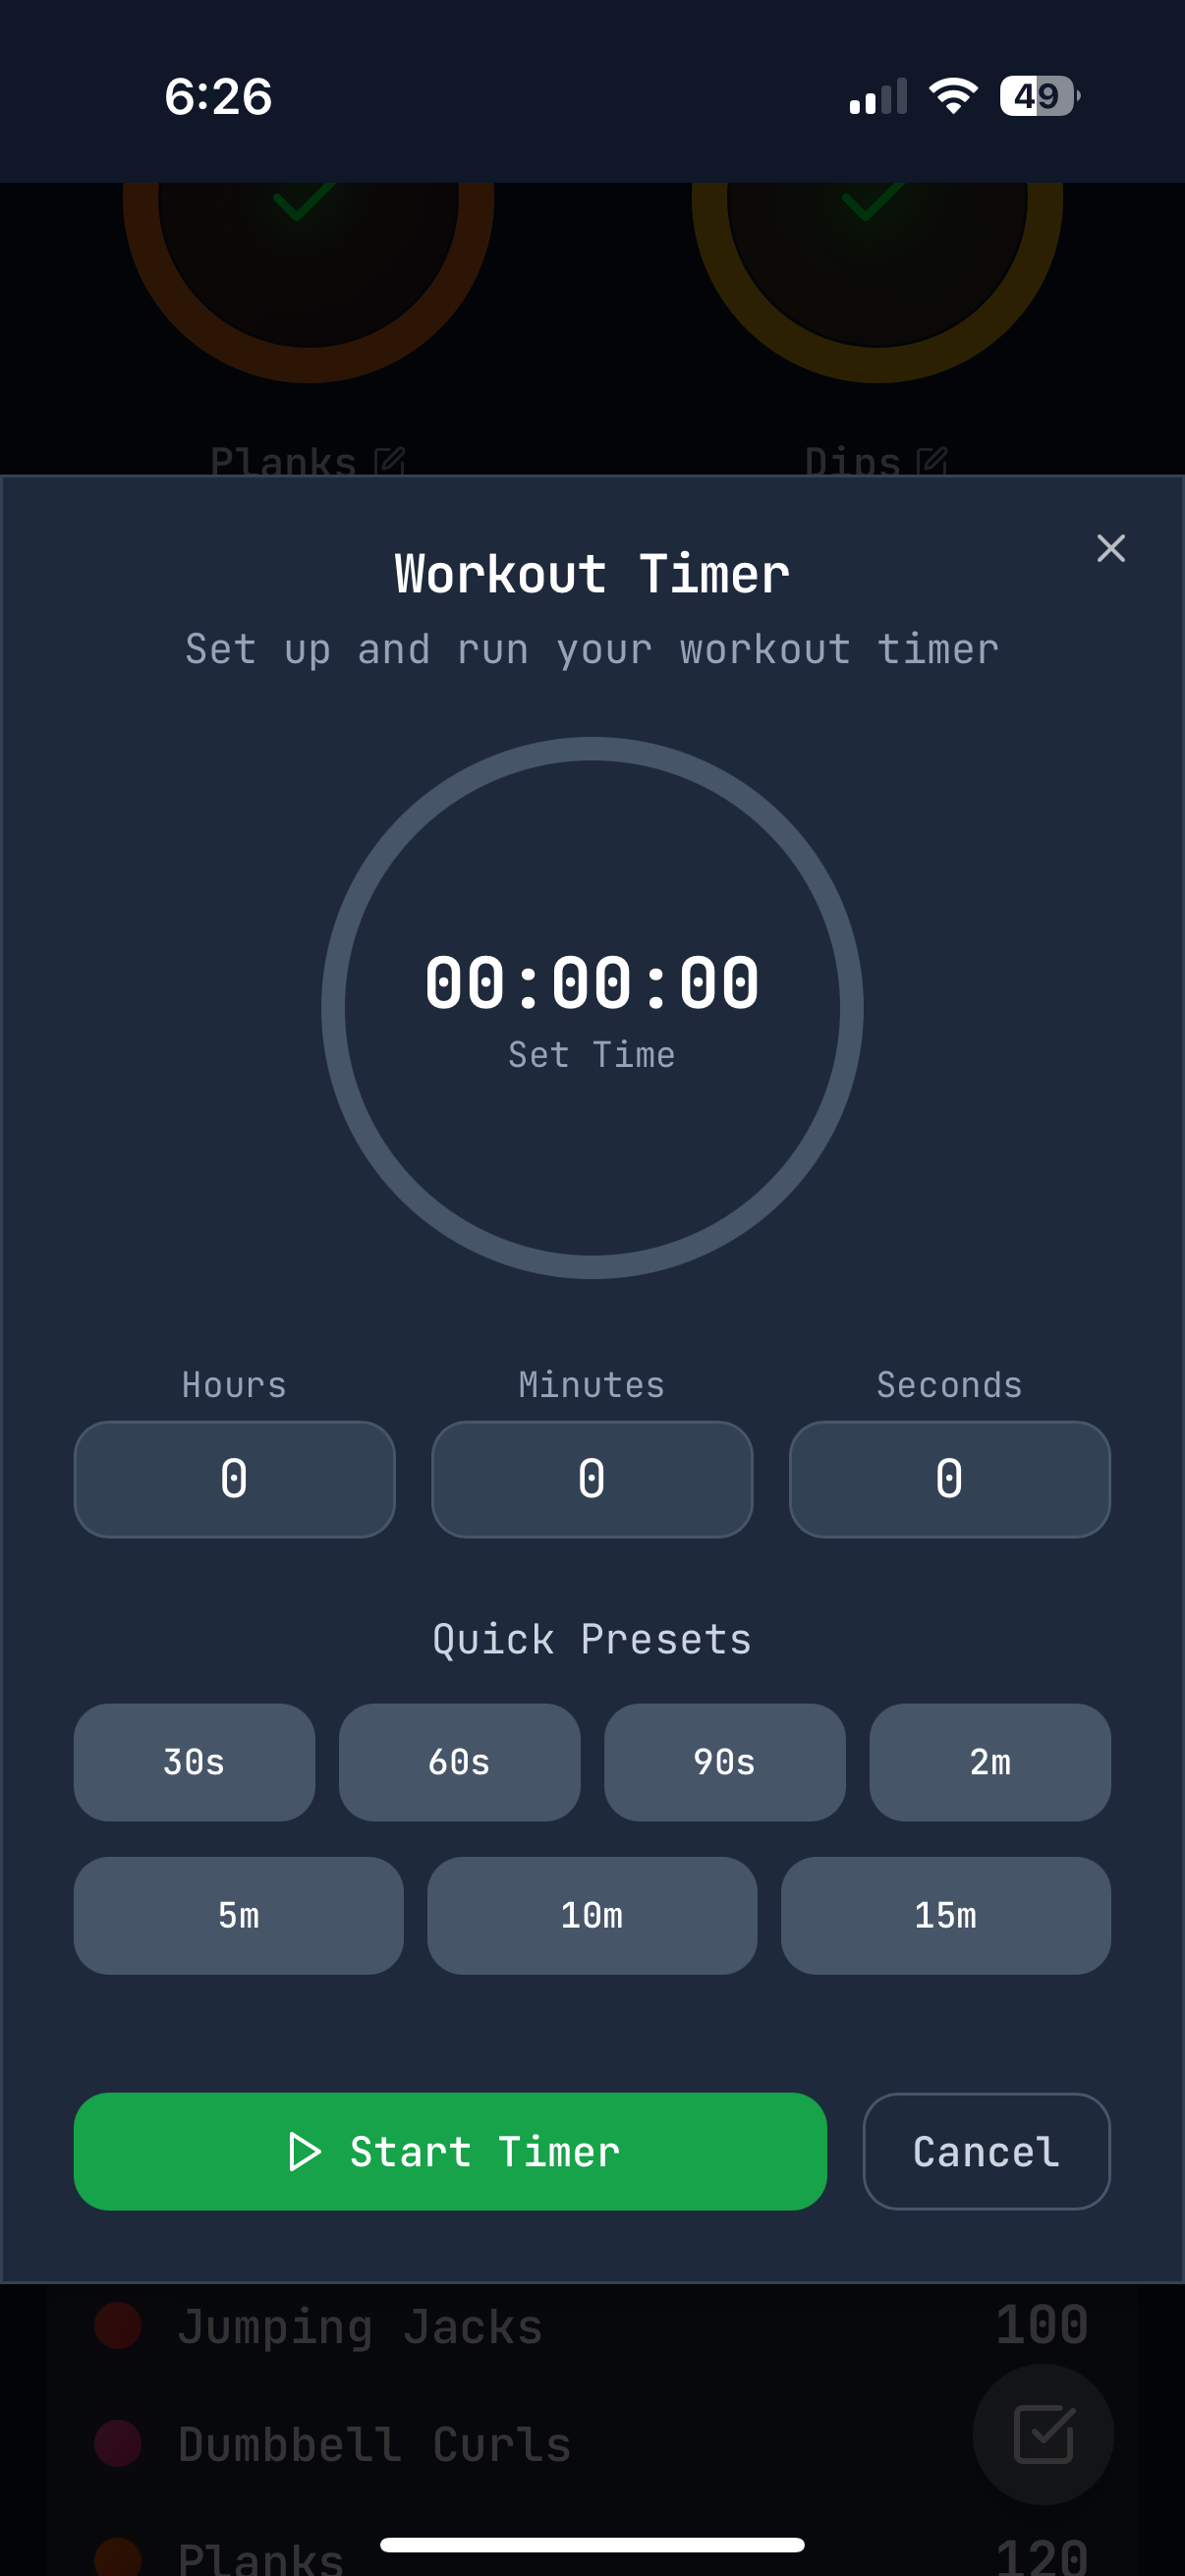 6:26
49
Planks
Dips
Workout Timer
Set up and run your workout timer
00:00:00
Set Time
Hours Minutes Seconds
0 0 0
Quick Presets
30s 60s 90s 2m
5m 10m 15m
Start Timer Cancel
Jumping Jacks 100
Dumbbell Curls
Planks 120